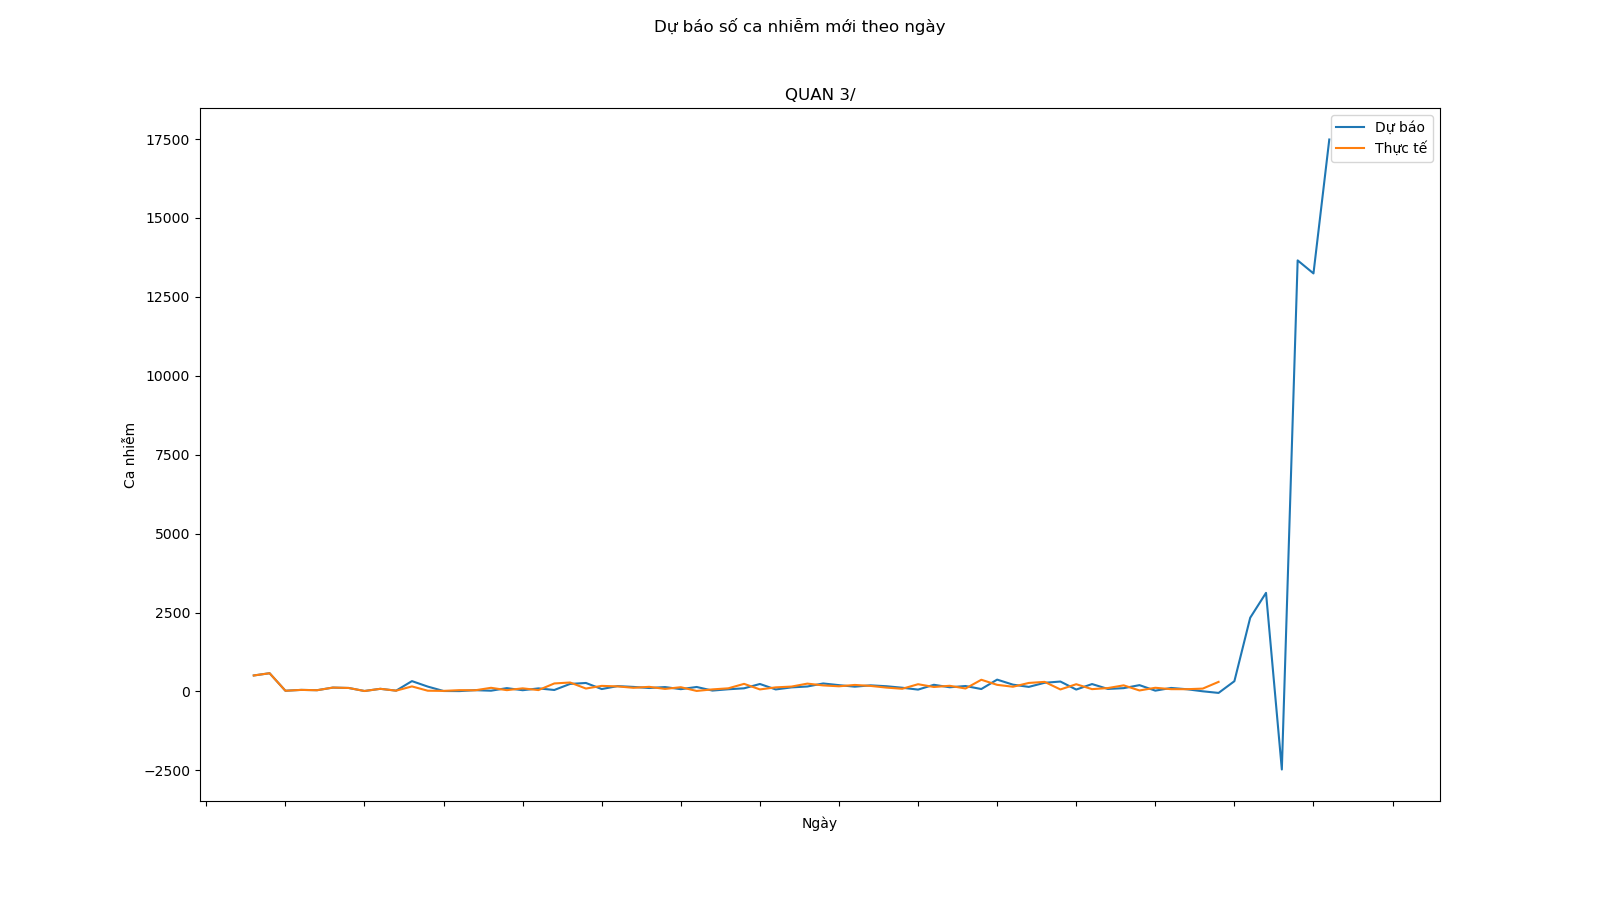 Dự báo số ca nhiễm mới theo ngày
QUAN 3/
Dự báo
Thực tế
17500
15000
12500
10000
7500
5000
2500
0
−2500
Ca nhiễm
Ngày